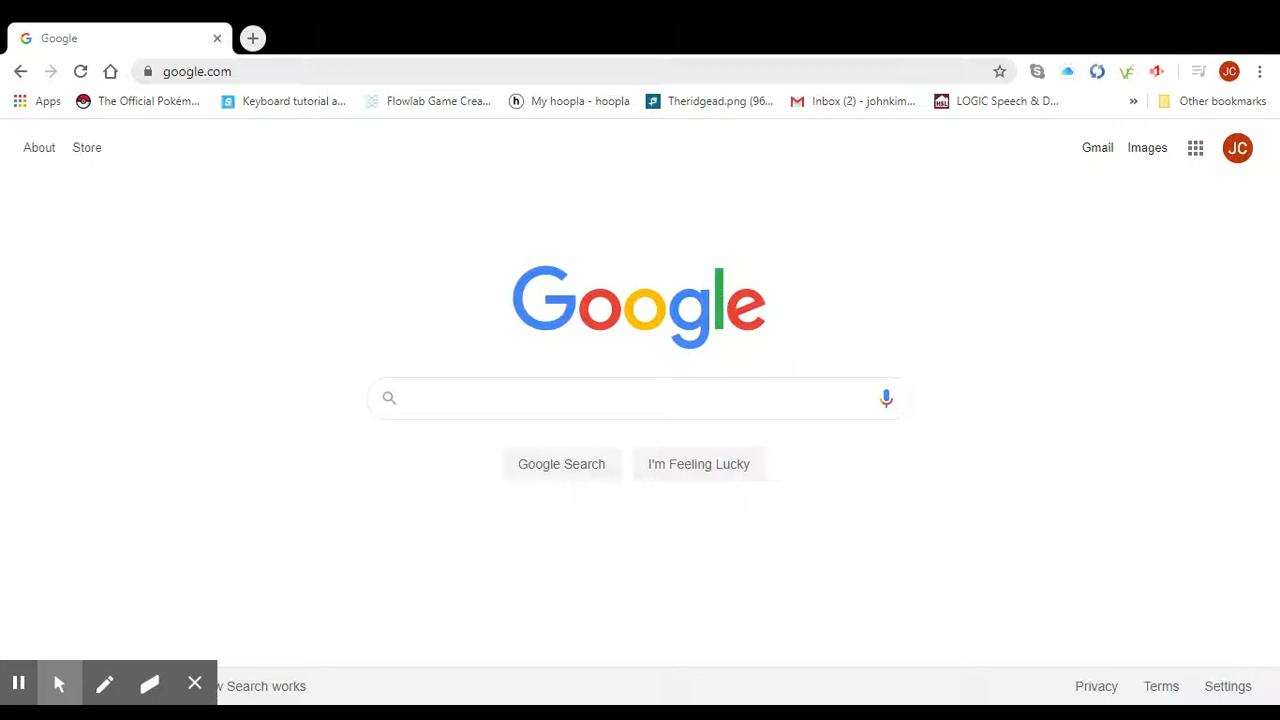 Google
google.com
JC
Apps The Official Pokém... Keyboard tutorial a... Flowlab Game Crea... My hoopla - hoopla Theridgead.png (96... Inbox (2) - johnkim... LOGIC Speech & D... » Other bookmarks
About Store Gmail Images JC
Google
Google Search I'm Feeling Lucky
w Search works Privacy Terms Settings